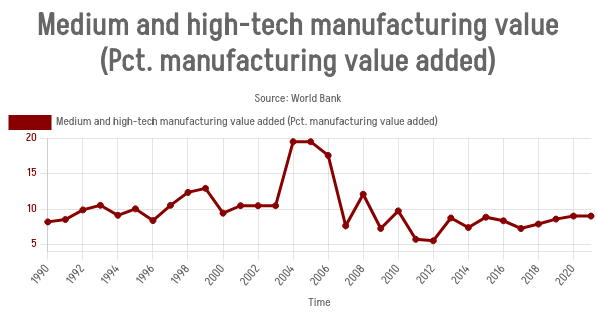 Medium and high-tech manufacturing value
(Pct. manufacturing value added)
Source: World Bank
Medium and high-tech manufacturing value added (Pct. manufacturing value added)
20
15
10
5
1990 1992 1994 1996 1998 2000 2002 2004 2006 2008 2010 2012 2014 2016 2018 2020
Time